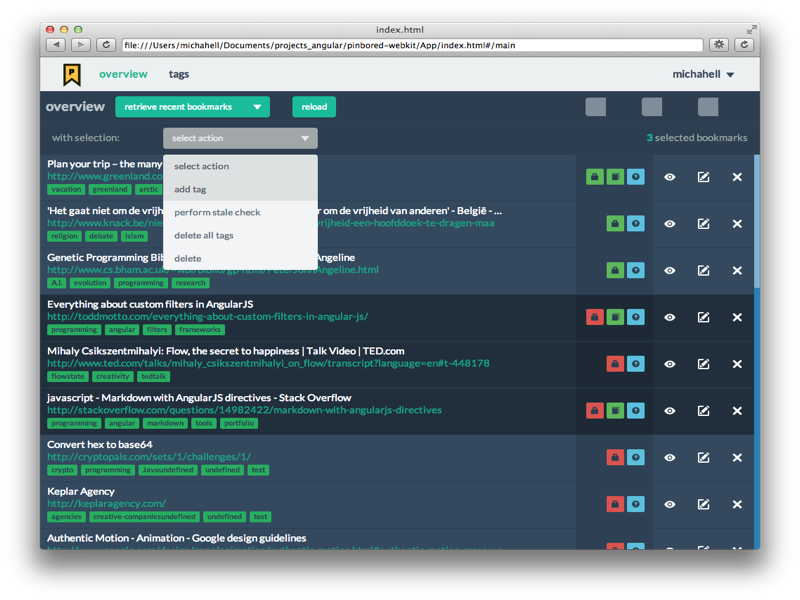 index.html
file:///Users/michahell/Documents/projects_angular/pinbored-webkit/App/index.html#/main
P overview tags michahell
overview retrieve recent bookmarks reload
with selection: select action 3 selected bookmarks
select action
add tag
perform stale check
delete all tags
delete
Plan your trip – the many
http://www.greenland.co
vacation greenland arctic
'Het gaat niet om de vrijh or om de vrijheid van anderen' - België - ...
http://www.knack.be/nie vrijheid-een-hoofddoek-te-dragen-maa
religion debate Islam
Genetic Programming Bib Angeline
http://www.cs.bham.ac.uk/~wbl/biblio/gp-html/PeterJohnAngeline.html
A.I. evolution programming research
Everything about custom filters in AngularJS
http://toddmotto.com/everything-about-custom-filters-in-angular-js/
programming angular filters frameworks
Mihaly Csikszentmihalyi: Flow, the secret to happiness | Talk Video | TED.com
http://www.ted.com/talks/mihaly_csikszentmihalyi_on_flow/transcript?language=en#t-448178
flowstate creativity tedtalk
javascript - Markdown with AngularJS directives - Stack Overflow
http://stackoverflow.com/questions/14982422/markdown-with-angularjs-directives
programming angular markdown tools portfolio
Convert hex to base64
http://cryptopals.com/sets/1/challenges/1/
crypto programming Javaundefined undefined test
Keplar Agency
http://keplaragency.com/
agencies creative-companiesundefined undefined test
Authentic Motion - Animation - Google design guidelines